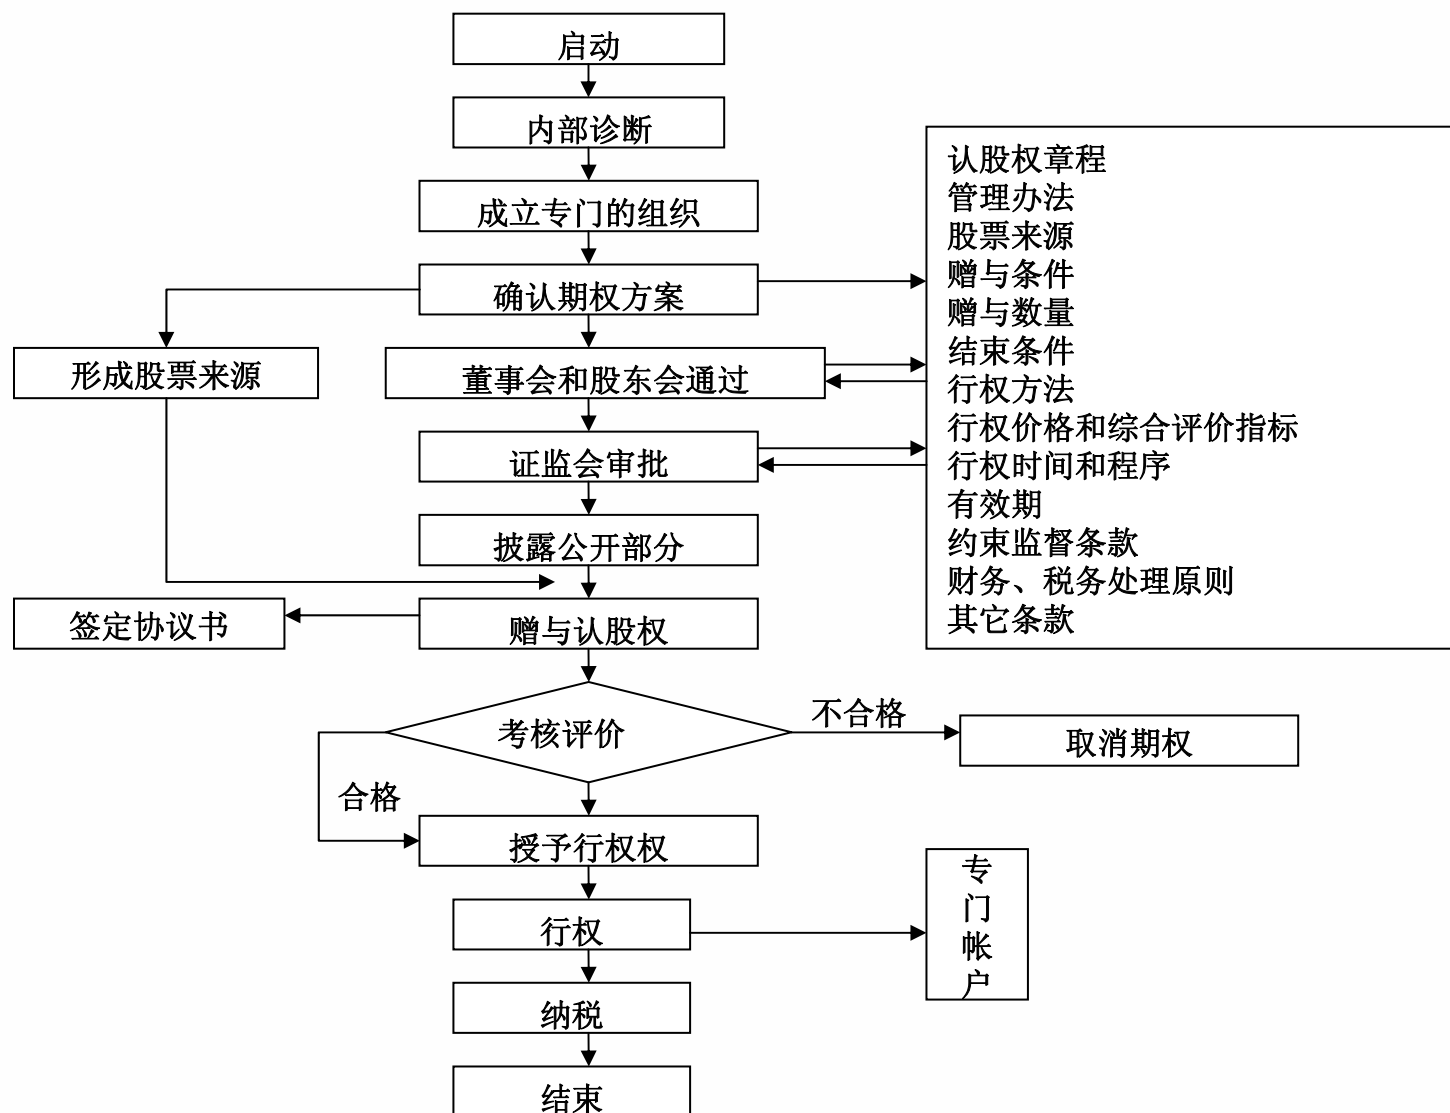 启动
内部诊断
成立专门的组织
确认期权方案
形成股票来源
董事会和股东会通过
证监会审批
披露公开部分
签定协议书
赠与认股权
认股权章程
管理办法
股票来源
赠与条件
赠与数量
结束条件
行权方法
行权价格和综合评价指标
行权时间和程序
有效期
约束监督条款
财务、税务处理原则
其它条款
考核评价
不合格
取消期权
合格
授予行权权
行权
专
门
帐
户
纳税
结束